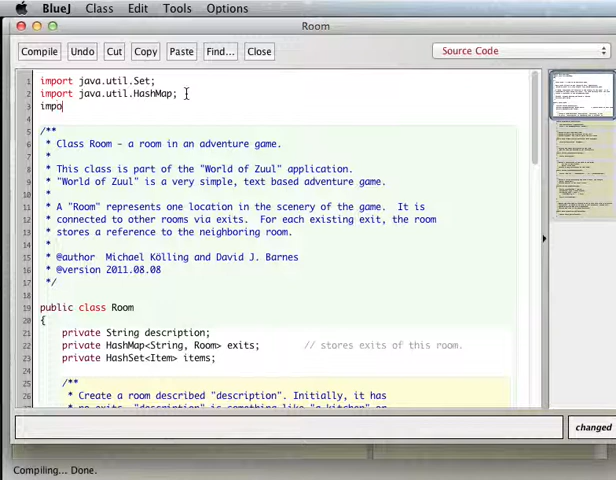 BlueJ Class Edit Tools Options
Room
Compile Undo Cut Copy Paste Find... Close Source Code
1 import java.util.Set;
2 import java.util.HashMap;
3 impo
4
5 /**
6 * Class Room - a room in an adventure game.
7 *
8 * This class is part of the "World of Zuul" application.
9 * "World of Zuul" is a very simple, text based adventure game.
10 *
11 * A "Room" represents one location in the scenery of the game. It is
12 * connected to other rooms via exits. For each existing exit, the room
13 * stores a reference to the neighboring room.
14 *
15 * @author Michael Kölling and David J. Barnes
16 * @version 2011.08.08
17 */
18
19 public class Room
20 {
21 private String description;
22 private HashMap<String, Room> exits; // stores exits of this room.
23 private HashSet<Item> items;
24
25 /**
26 * Create a room described "description". Initially, it has
changed
Compiling... Done.